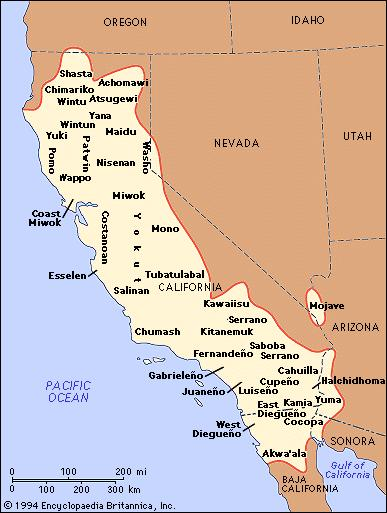 OREGON
IDAHO
Shasta
Achomawi
Chimariko
Wintu
Atsugewi
Yana
Wintun
Maidu
Yuki
Pomo
Patwin
Washo
NEVADA
UTAH
Nisenan
Wappo
Miwok
Coast
Miwok
Costanoan
Yokut
Mono
Esselen
Tubatulabal
Salinan
CALIFORNIA
Kawaiisu
Mojave
Serrano
ARIZONA
Chumash
Kitanemuk
Saboba
Fernandeño
Serrano
Gabrieleño
Cahuilla
Juaneño
Luiseño
Cupeño
Halchidhoma
PACIFIC
OCEAN
East
Diegueño
Kamia
Yuma
West
Diegueño
Cocopa
SONORA
Akwa'ala
Gulf of
California
BAJA
CALIFORNIA
0 100 200 mi
0 100 200 300 km
© 1994 Encyclopaedia Britannica, Inc.